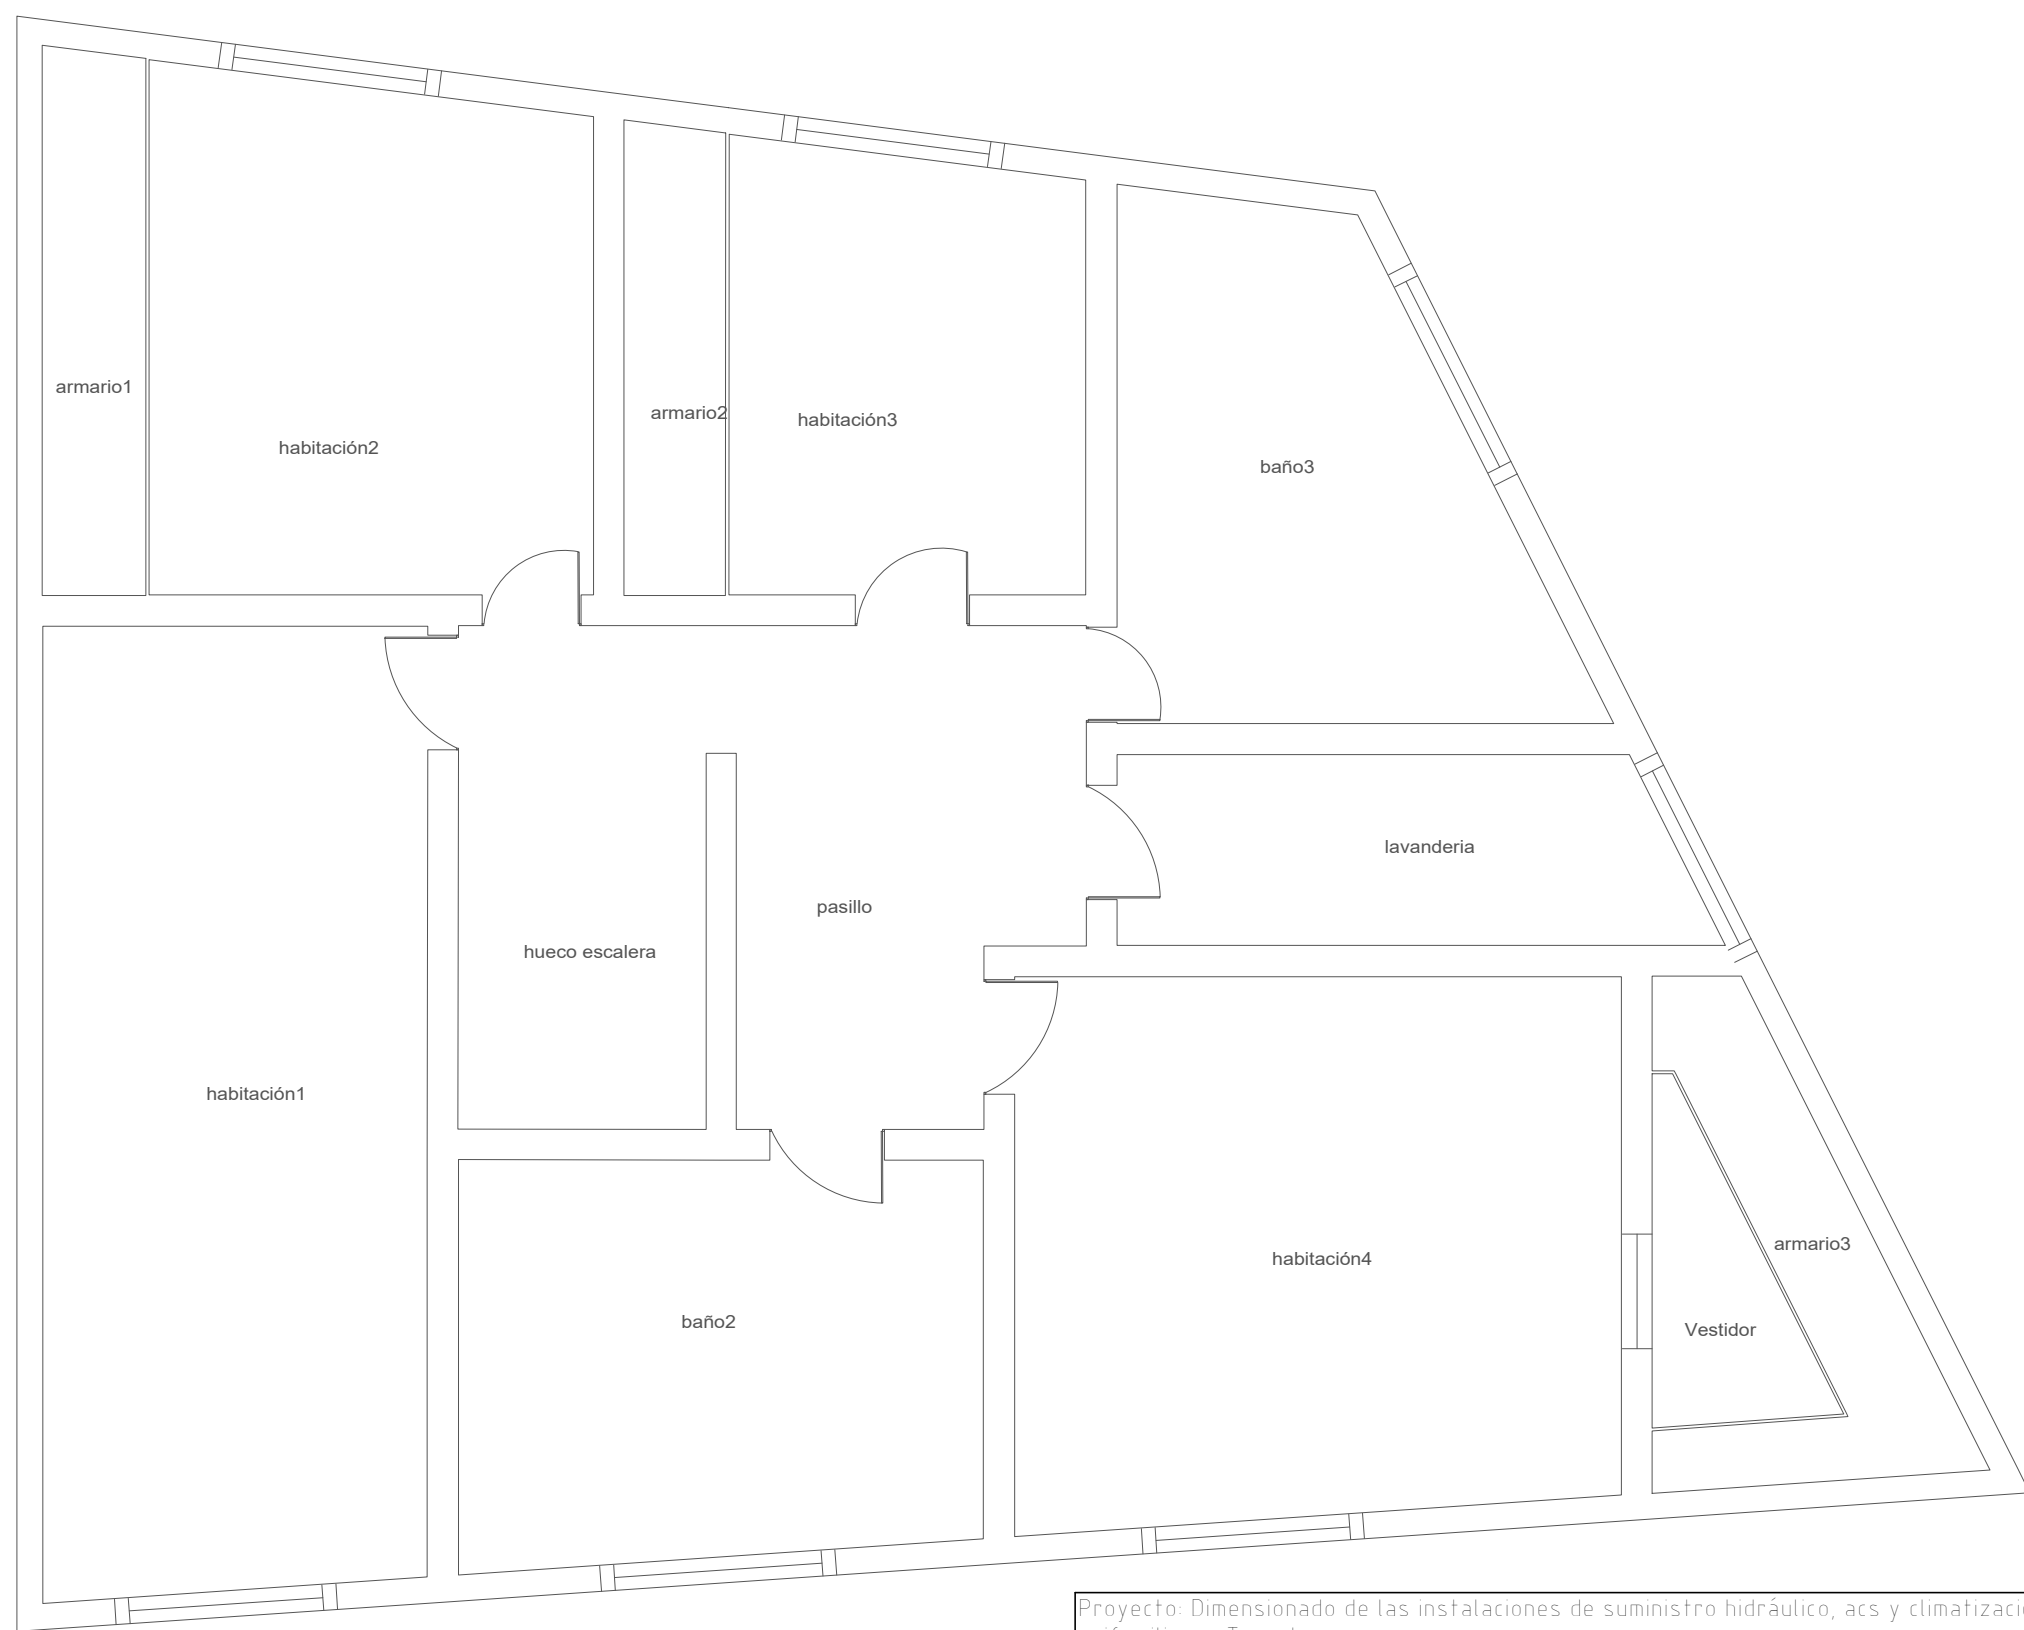 armario1
armario2
habitación3
habitación2
baño3
lavanderia
pasillo
hueco escalera
habitación1
armario3
habitación4
baño2
Vestidor
Proyecto: Dimensionado de las instalaciones de suministro hidráulico, acs y